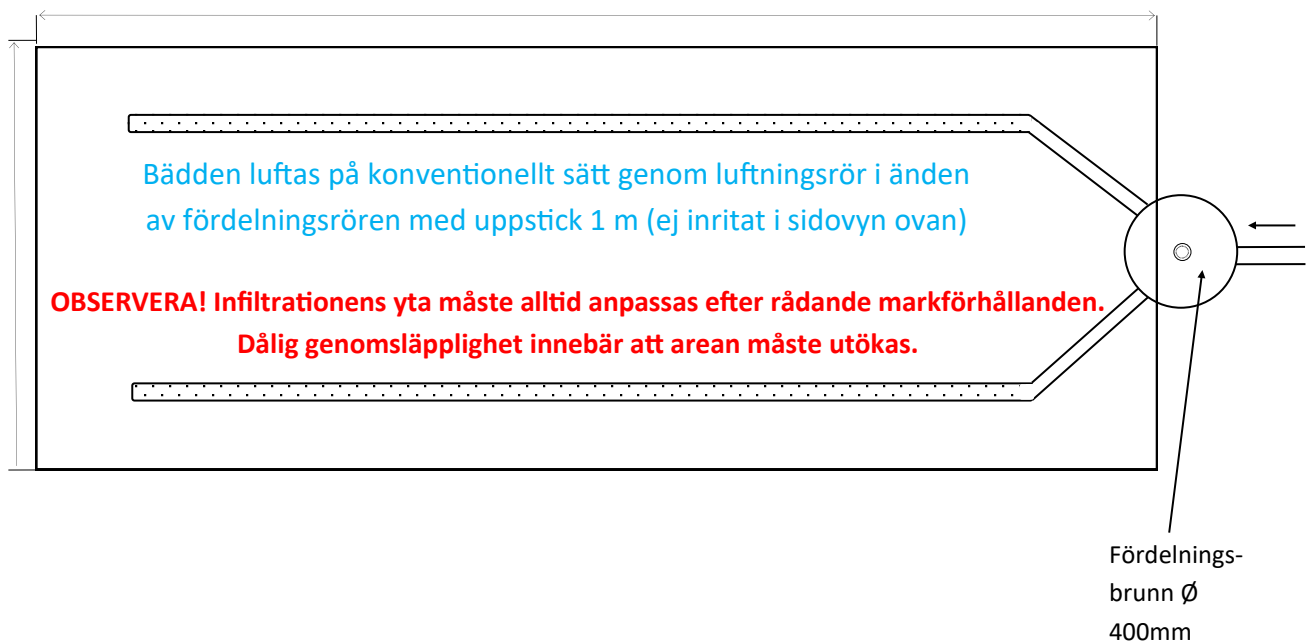 Bädden luftas på konventionellt sätt genom luftningsrör i änden
av fördelningsrören med uppstick 1 m (ej inritat i sidovyn ovan)
OBSERVERA! Infiltrationens yta måste alltid anpassas efter rådande markförhållanden.
Dålig genomsläpplighet innebär att arean måste utökas.
Fördelnings-
brunn Ø
400mm